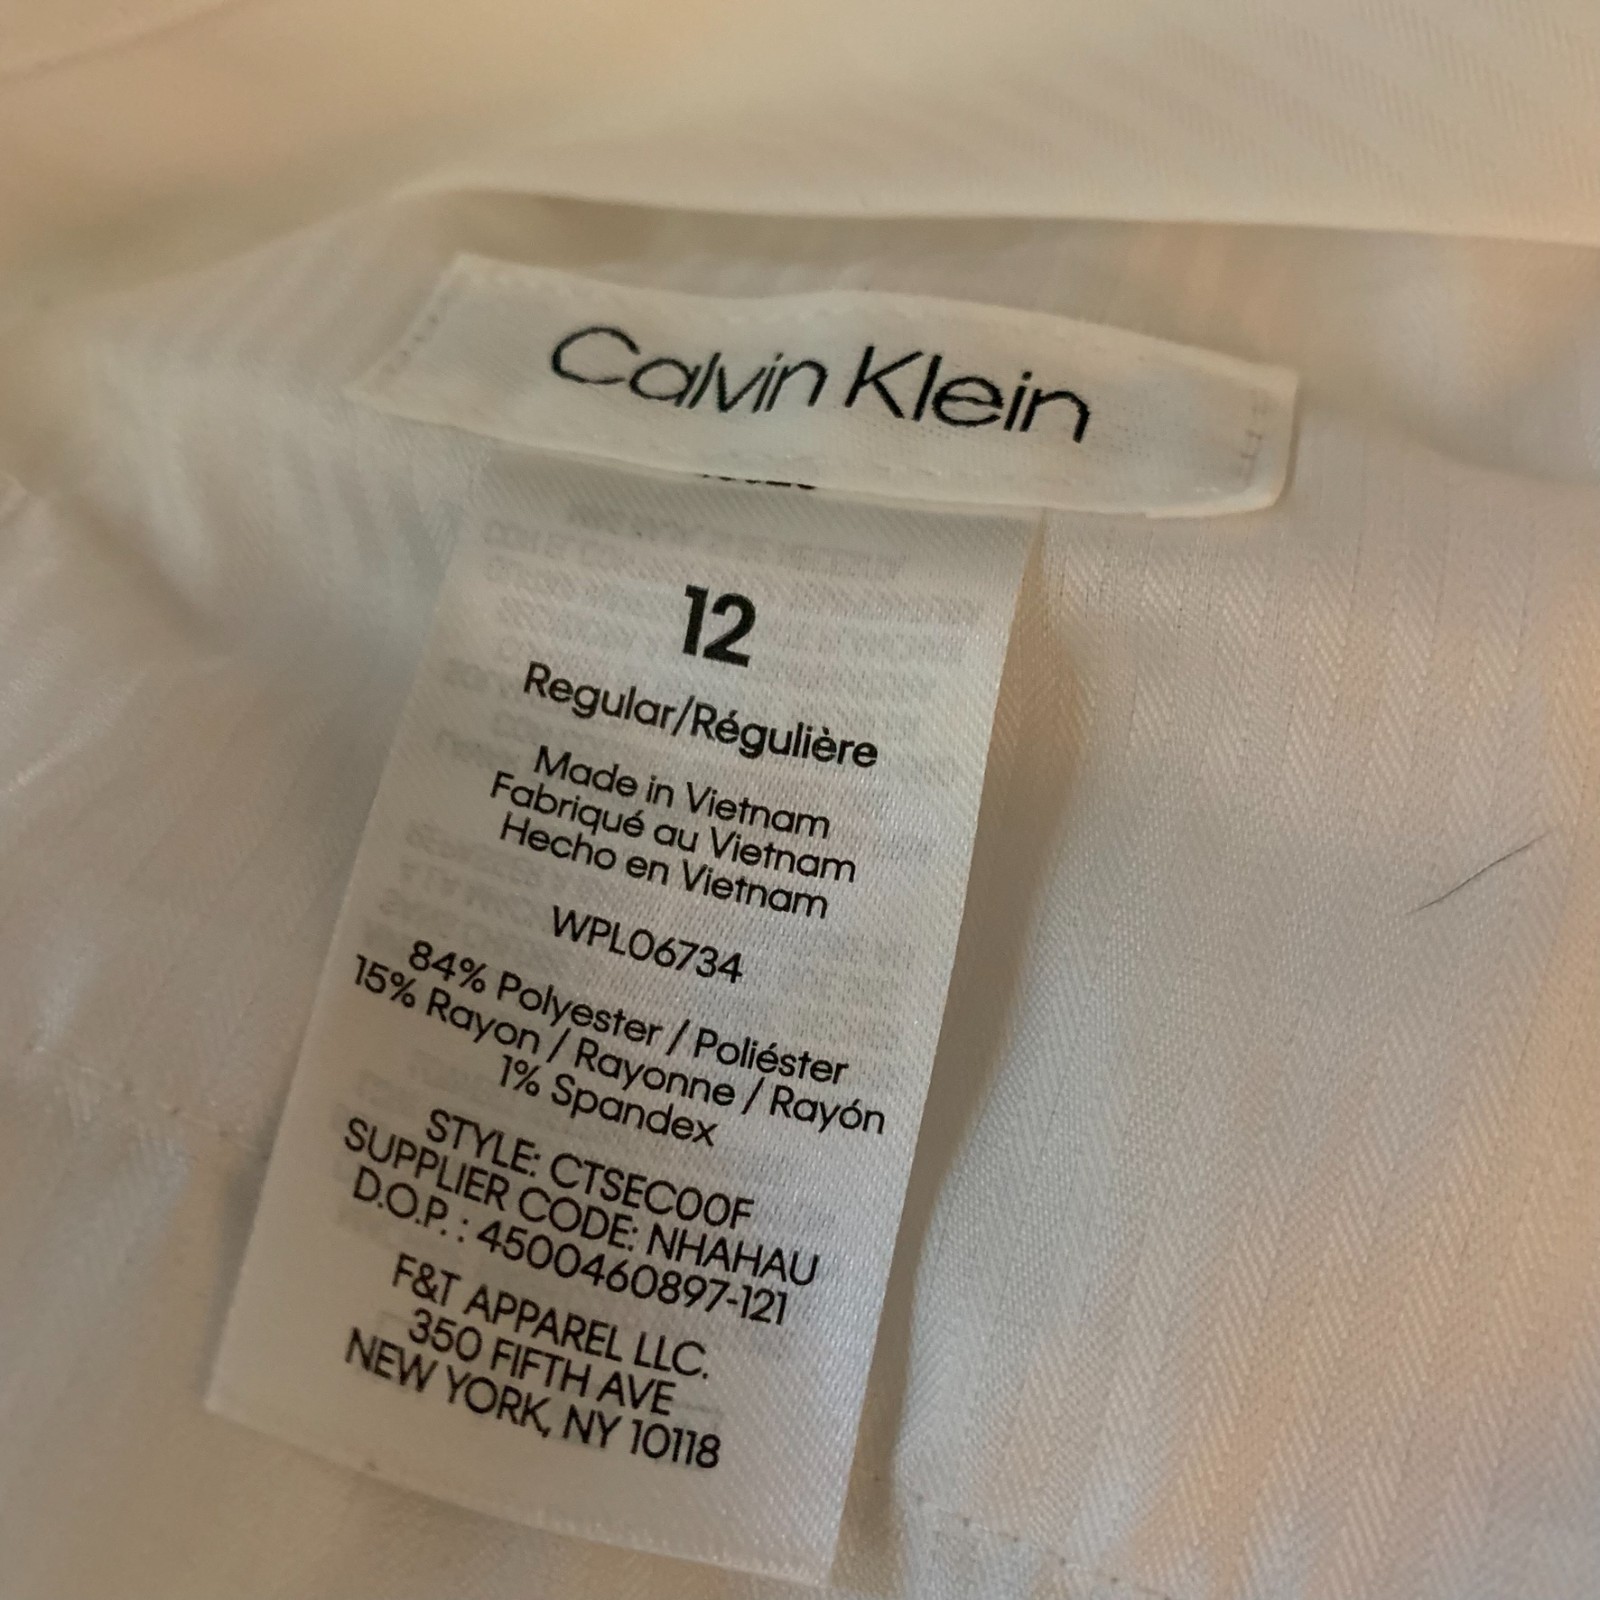 Calvin Klein
12
Regular/Régulière
Made in Vietnam
Fabriqué au Vietnam
Hecho en Vietnam
WPL06734
84% Polyester / Poliéster
15% Rayon / Rayonne / Rayón
1% Spandex
STYLE: CTSEC00F
SUPPLIER CODE: NHAHAU
D.O.P. : 4500460897-121
F&T APPAREL LLC.
350 FIFTH AVE
NEW YORK, NY 10118